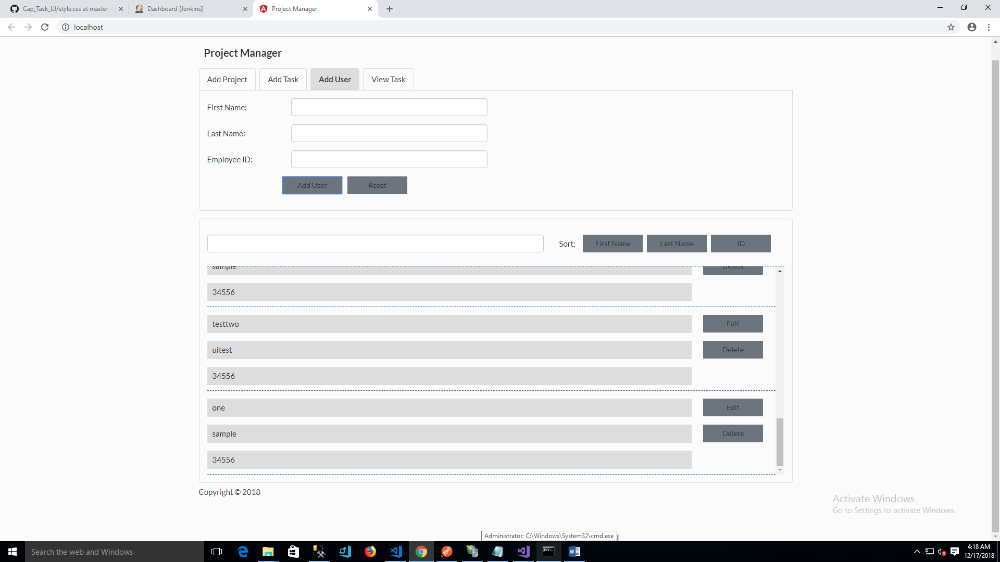 Cap_Task_UI/style.css at master
Dashboard [Jenkins]
Project Manager
localhost
Project Manager
Add Project
Add Task
Add User
View Task
First Name:
Last Name:
Employee ID:
Add User
Reset
Sort:
First Name
Last Name
ID
sample
Delete
34556
testtwo
Edit
uitest
Delete
34556
one
Edit
sample
Delete
34556
Copyright © 2018
Activate Windows
Go to Settings to activate Windows.
Administrator: C:\Windows\System32\cmd.exe
Search the web and Windows
4:18 AM
12/17/2018